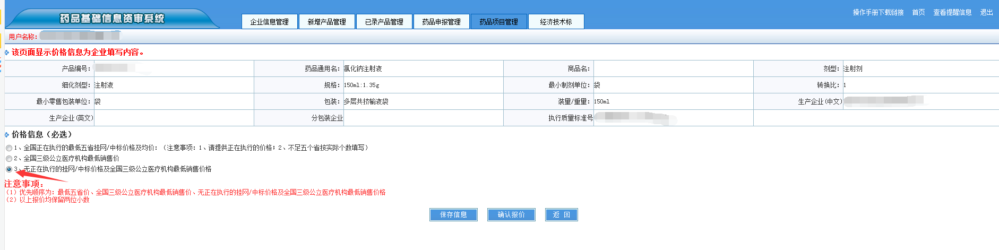 操作手册下载链接 首页 查看提醒信息 退出
药品基础信息资审系统
企业信息管理 新增产品管理 已录产品管理 药品申报管理 药品项目管理 经济技术标
用户名称:
该页面显示价格信息为企业填写内容。
产品编号: 药品通用名: 氯化钠注射液 商品名: 剂型: 注射剂
细化剂型: 注射液 规格: 150ml:1.35g 最小制剂单位: 袋 转换比: 1
最小零售包装单位: 袋 包装: 多层共挤输液袋 装量/重量: 150ml 生产企业(中文)
生产企业(英文) 分包装企业 执行质量标准号
价格信息（必选）
1、全国正在执行的最低五省挂网/中标价格及均价：（注意事项：1、请提供正在执行的价格；2、不足五个省按实际个数填写）
2、全国三级公立医疗机构最低销售价
3、无正在执行的挂网/中标价格及全国三级公立医疗机构最低销售价格
注意事项：
（1）优先顺序为：最低五省价、全国三级公立医疗机构最低销售价、无正在执行的挂网/中标价格及全国三级公立医疗机构最低销售价格
（2）以上报价均保留两位小数
保存信息 确认报价 返 回